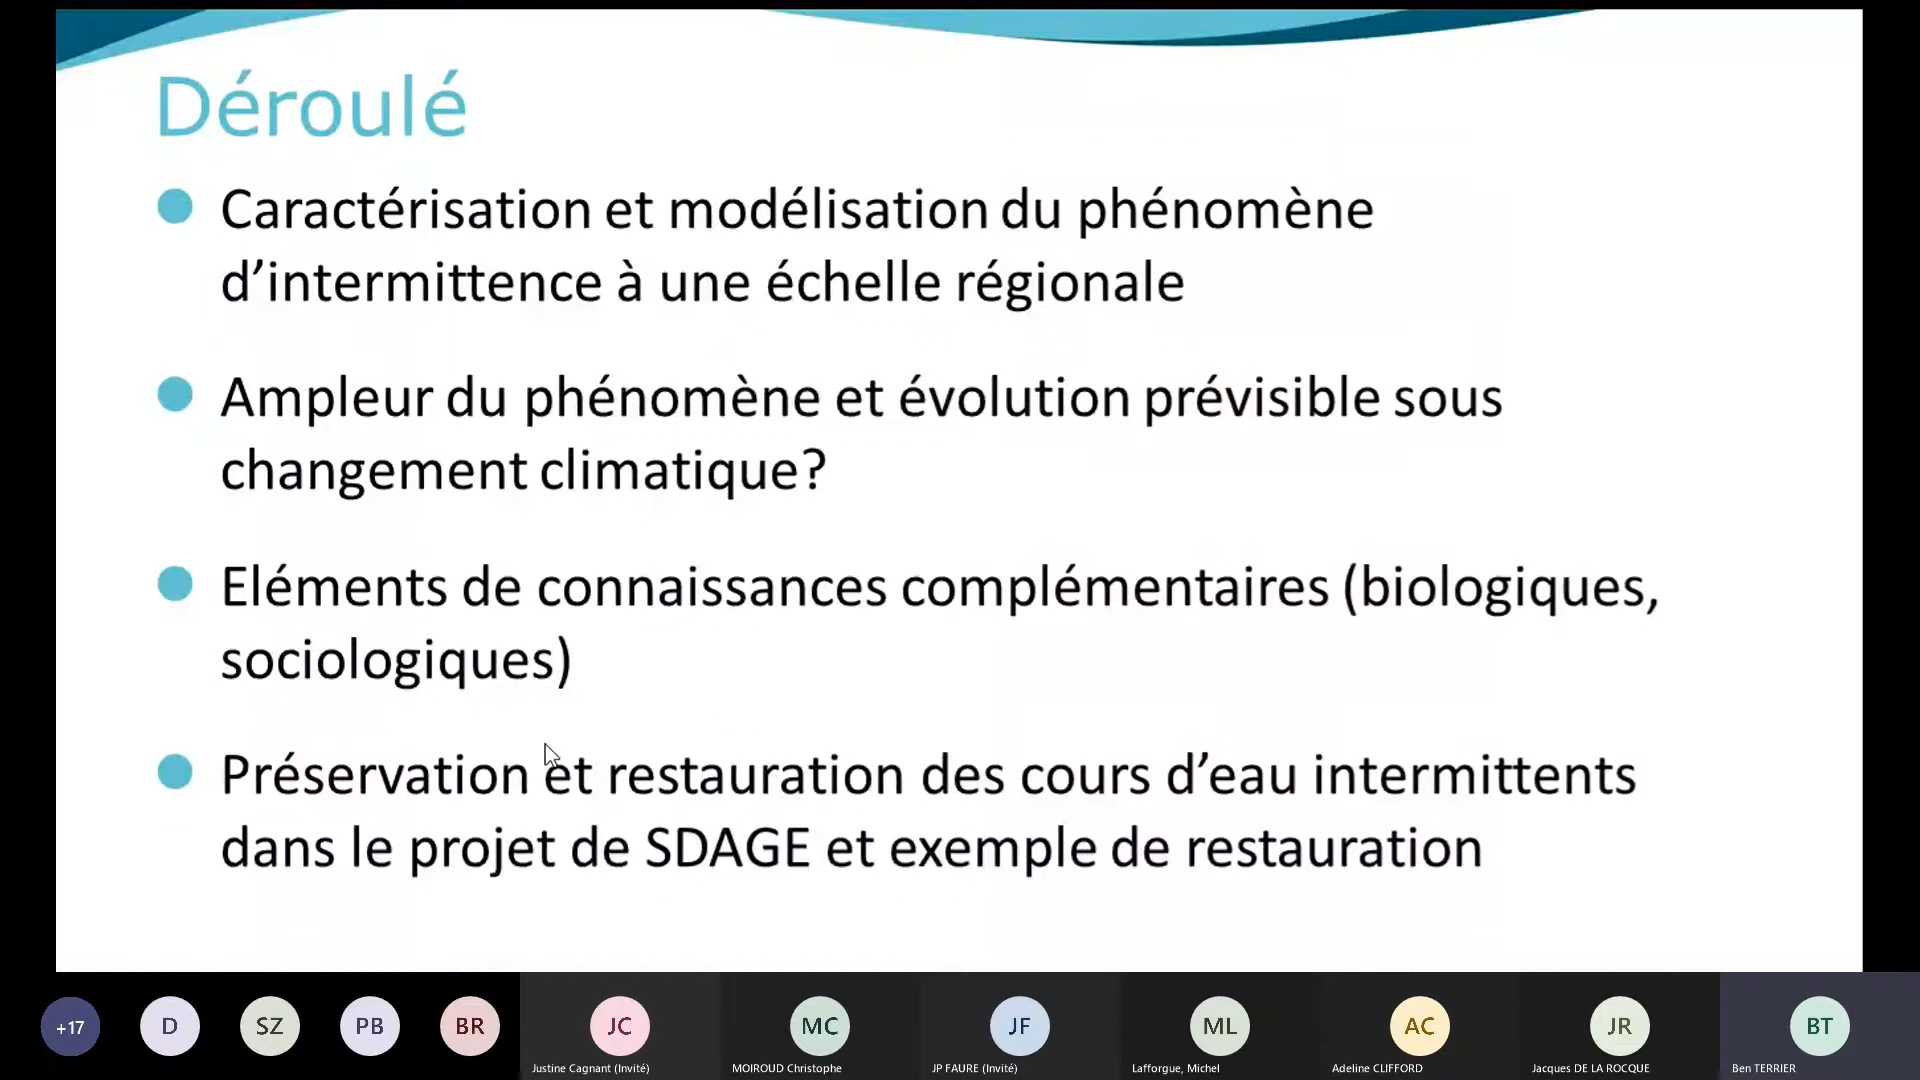 Déroulé
Caractérisation et modélisation du phénomène
d’intermittence à une échelle régionale
Ampleur du phénomène et évolution prévisible sous
changement climatique?
Eléments de connaissances complémentaires (biologiques,
sociologiques)
Préservation et restauration des cours d’eau intermittents
dans le projet de SDAGE et exemple de restauration
+17
D
SZ
PB
BR
JC
MC
JF
ML
AC
JR
BT
Justine Cagnant (Invité)
MOIROUD Christophe
JP FAURE (Invité)
Lafforgue, Michel
Adeline CLIFFORD
Jacques DE LA ROCQUE
Ben TERRIER